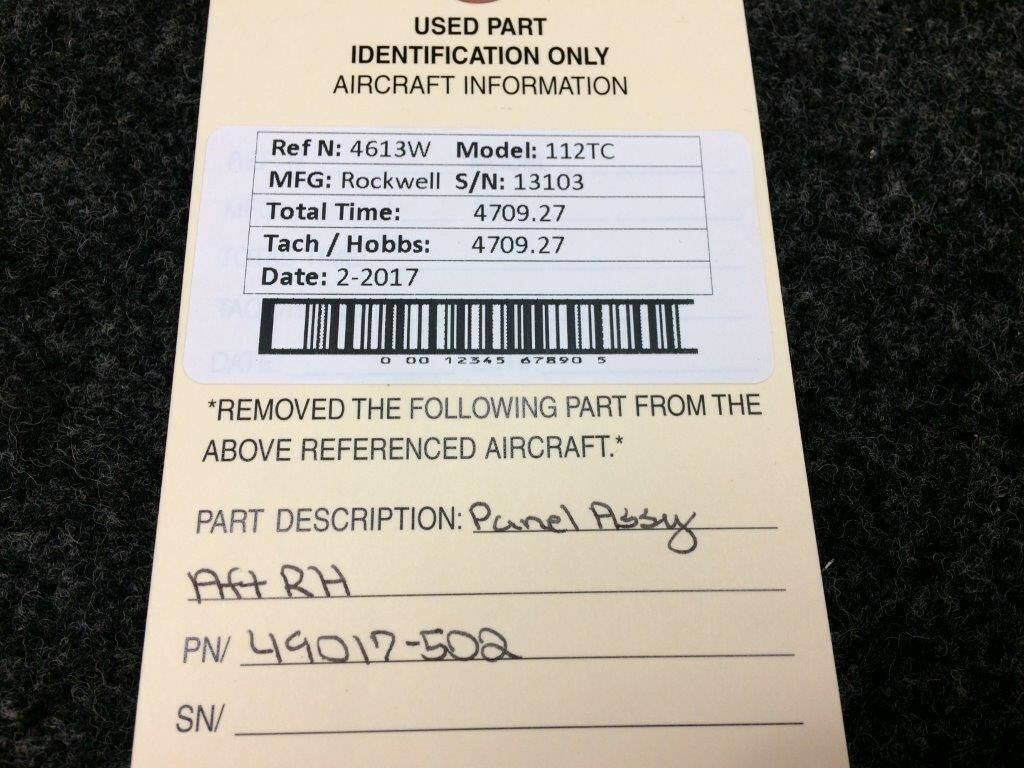 USED PART
IDENTIFICATION ONLY
AIRCRAFT INFORMATION
Ref N: 4613W Model: 112TC
MFG: Rockwell S/N: 13103
Total Time: 4709.27
Tach / Hobbs: 4709.27
Date: 2-2017
0 00 12345 67890 5
DATE
*REMOVED THE FOLLOWING PART FROM THE
ABOVE REFERENCED AIRCRAFT.*
PART DESCRIPTION: Panel Assy
Aft RH
PN/ 49017-502
SN/